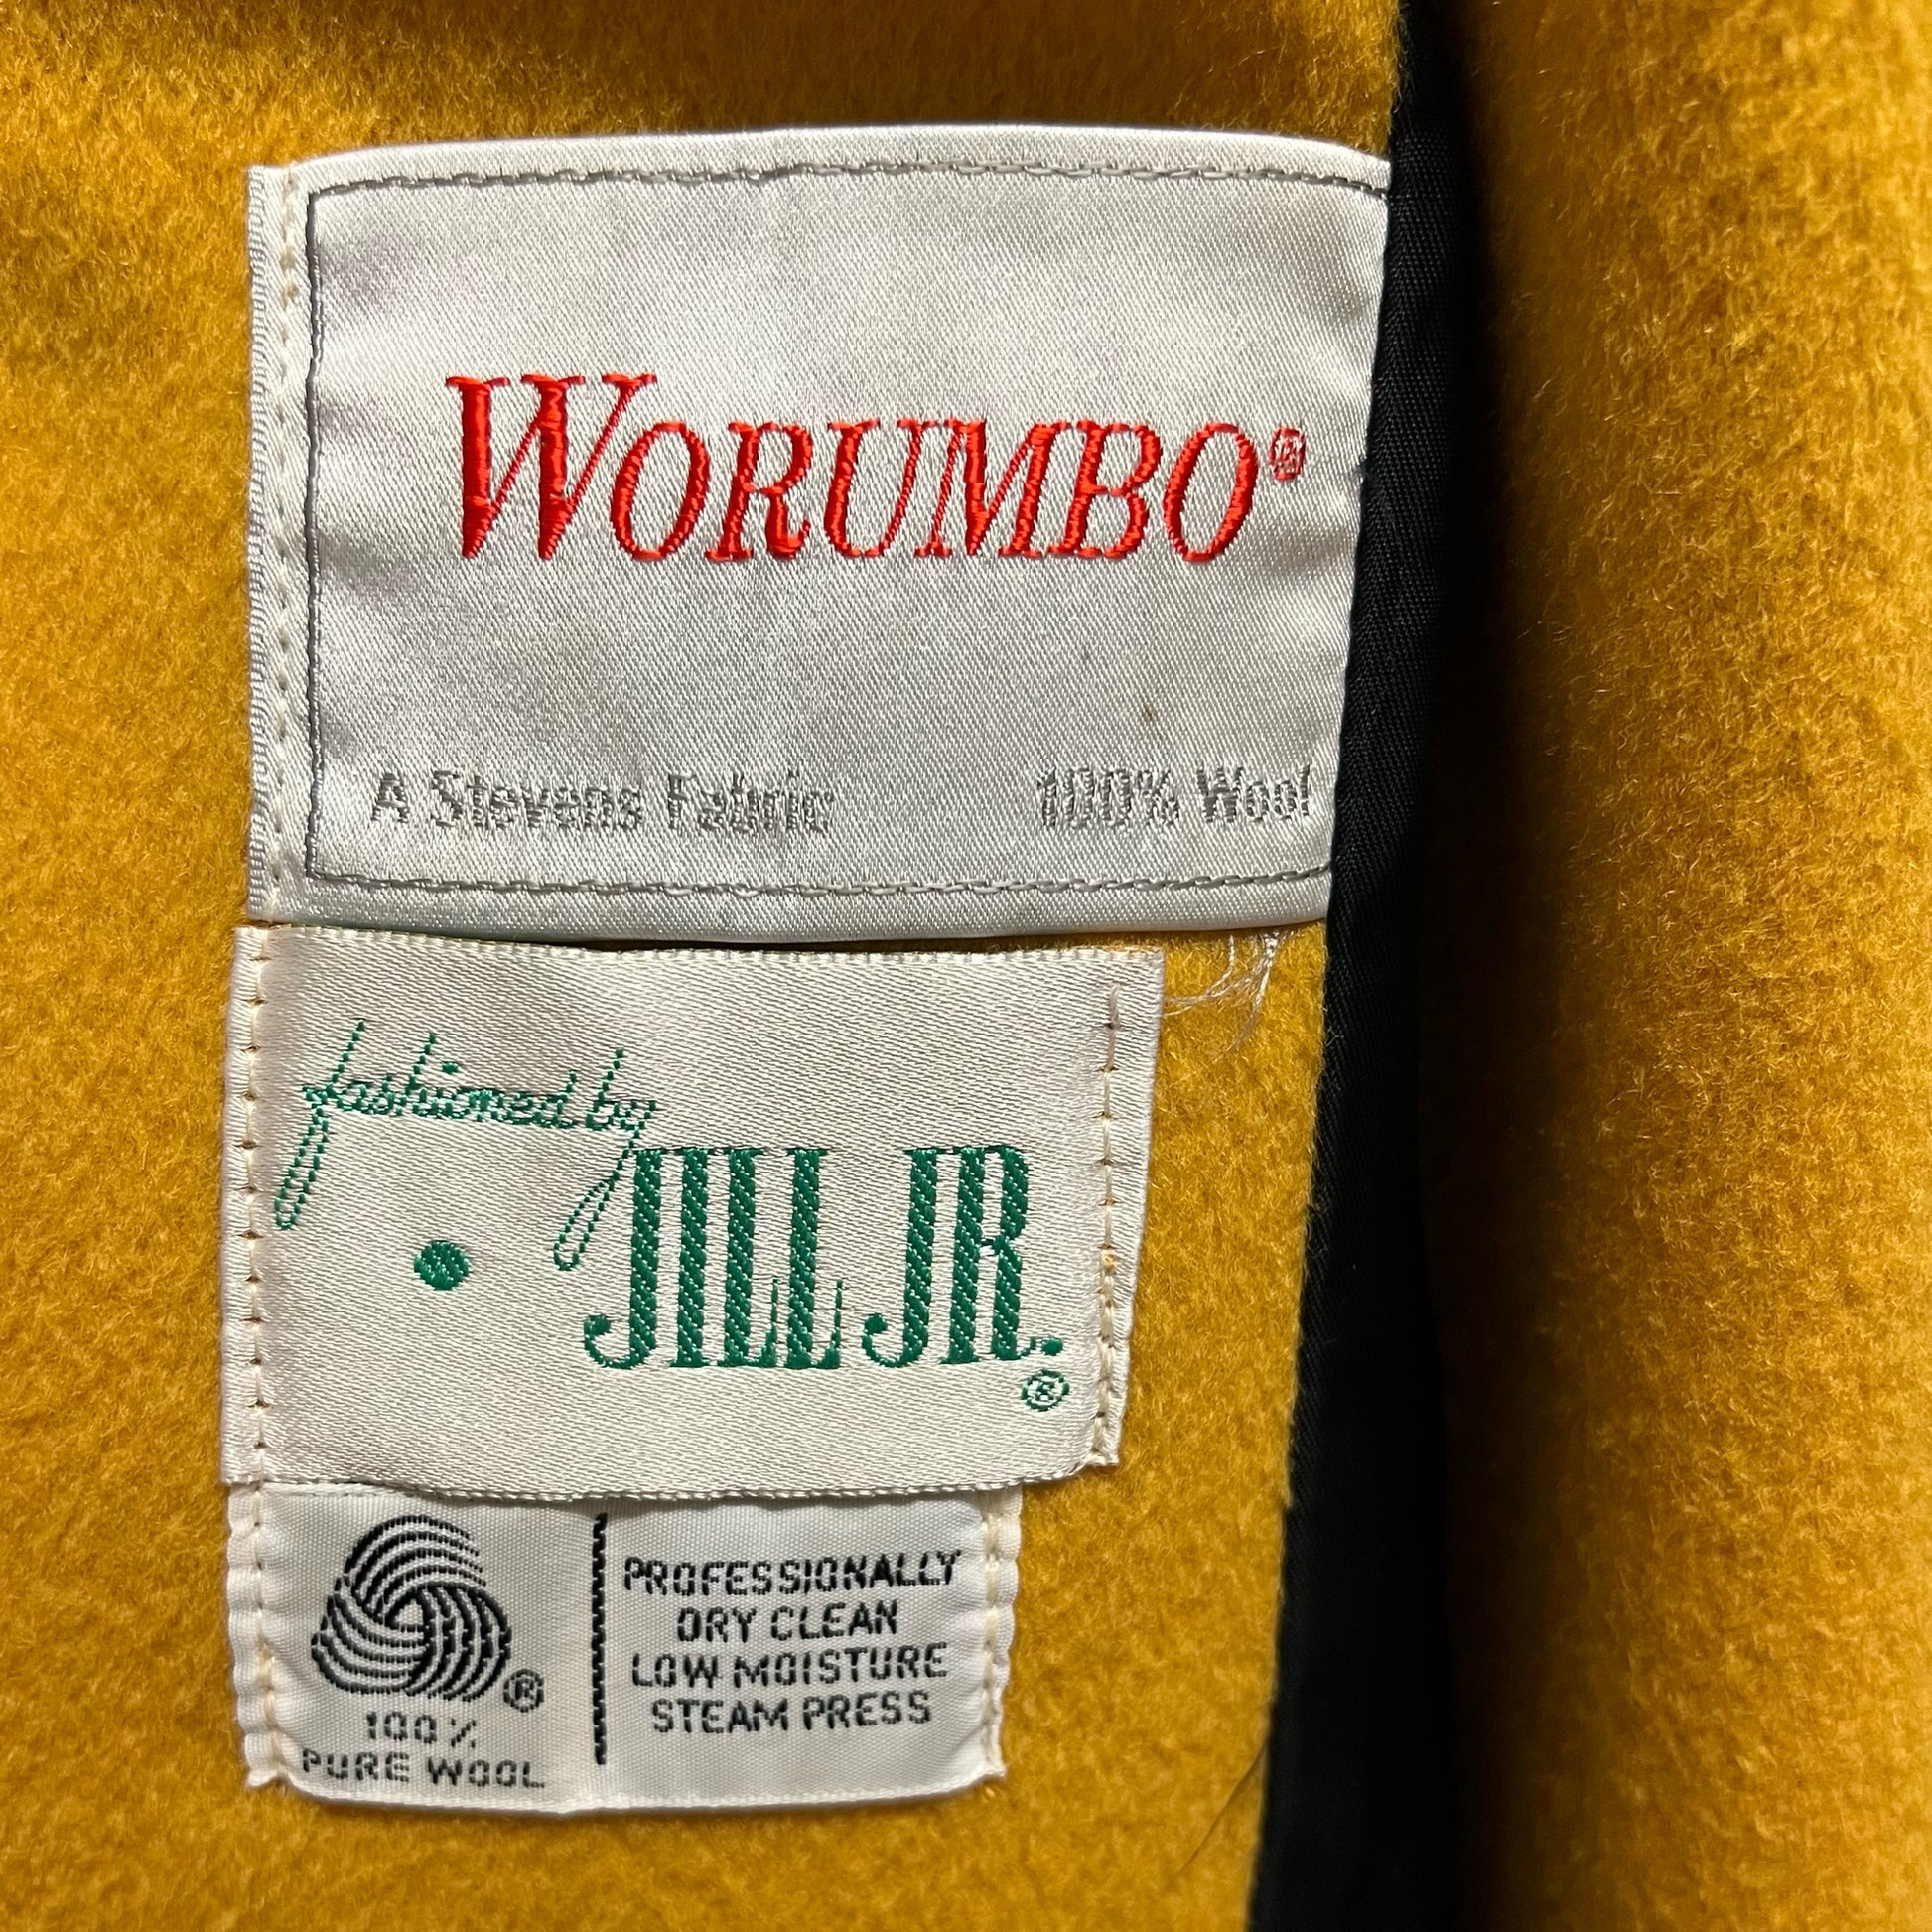 WORUMBO®
A Stevens Fabric 100% Wool
fashioned by
JILL JR.
®
®
100%
PURE WOOL
PROFESSIONALLY
DRY CLEAN
LOW MOISTURE
STEAM PRESS